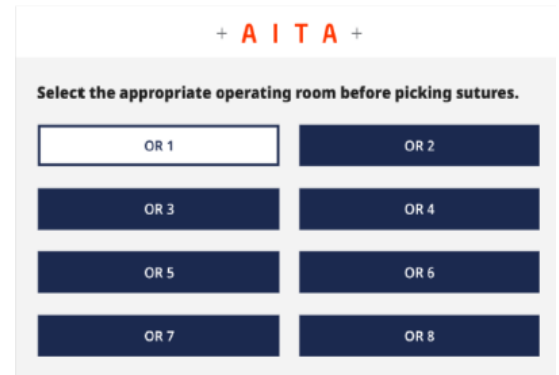 + A I T A +
Select the appropriate operating room before picking sutures.
OR 1 OR 2
OR 3 OR 4
OR 5 OR 6
OR 7 OR 8